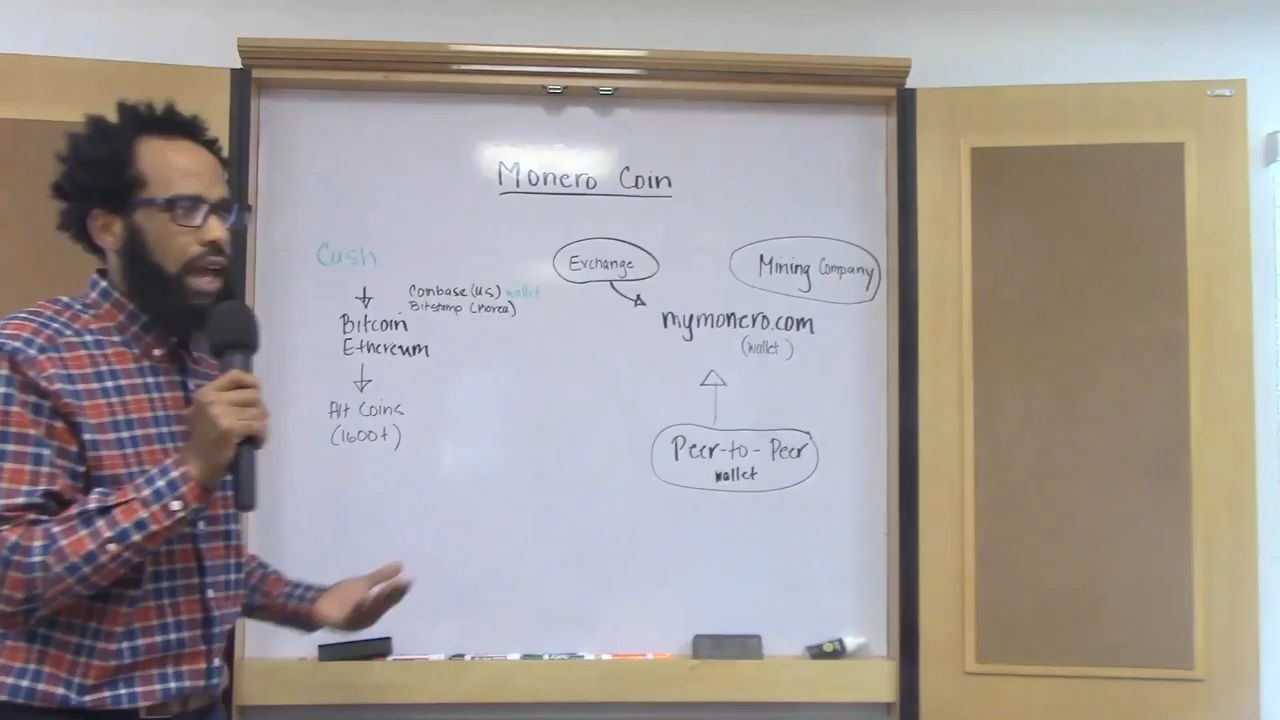 Monero Coin
Cash
Coinbase (US) wallet
Bitstamp (Korea)
Bitcoin
Ethereum
Alt Coins
(1600+)
Exchange
Mining Company
mymonero.com
(wallet)
Peer-to-Peer
wallet